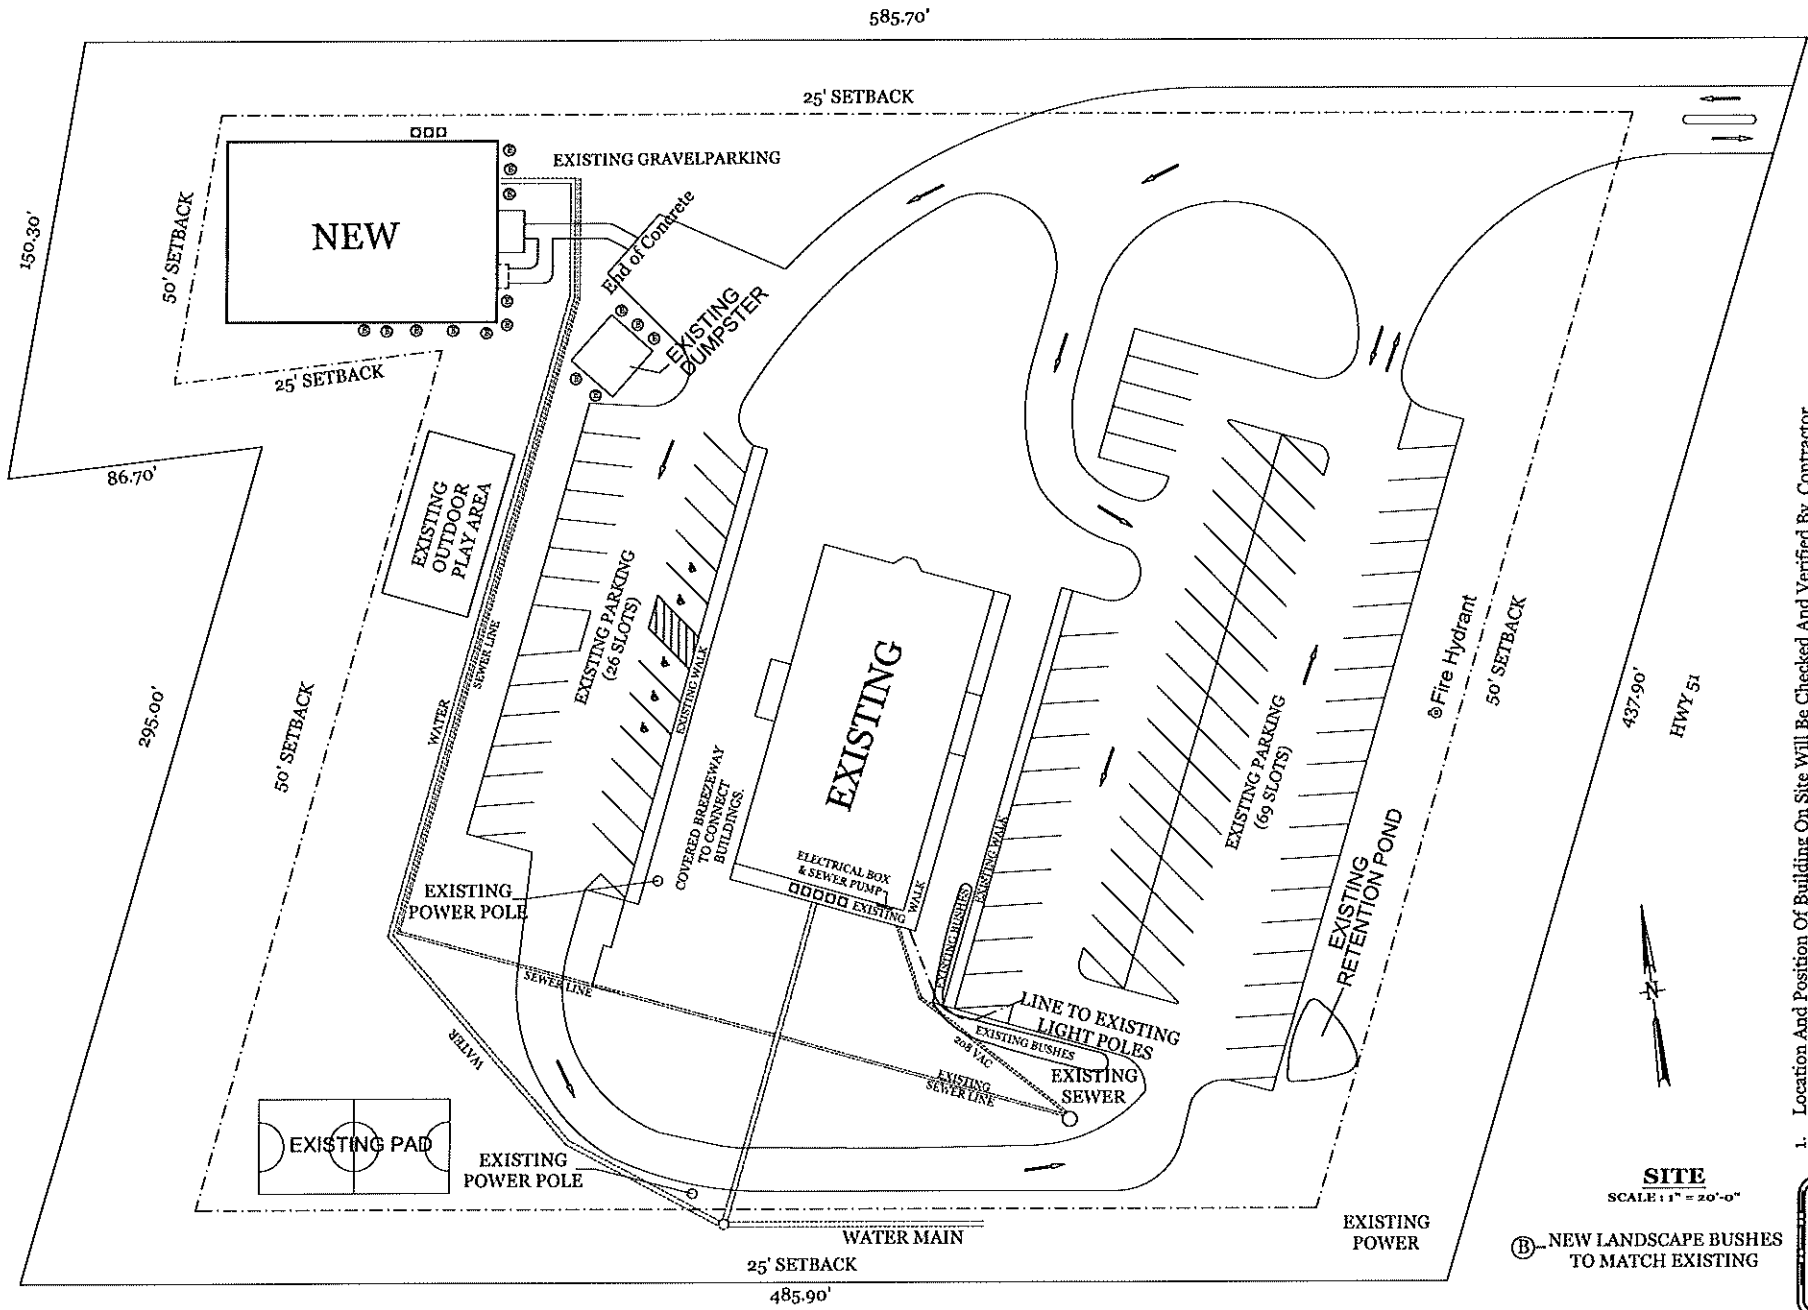 585.70'
25' SETBACK
EXISTING GRAVELPARKING
NEW
150.30'
50' SETBACK
End of Concrete
EXISTING
DUMPSTER
25' SETBACK
86.70'
EXISTING
OUTDOOR
PLAY AREA
EXISTING PARKING
(26 SLOTS)
SEWER LINE
WATER
EXISTING WALK
295.00'
50' SETBACK
COVERED BREEZEWAY
TO CONNECT
BUILDINGS.
EXISTING
ELECTRICAL BOX
& SEWER PUMP
EXISTING
WALK
EXISTING BUSHES
EXISTING WALK
EXISTING PARKING
(69 SLOTS)
Fire Hydrant
50' SETBACK
437.90'
HWY 51
EXISTING
RETENTION POND
EXISTING
POWER POLE
SEWER LINE
WATER
LINE TO EXISTING
LIGHT POLES
EXISTING BUSHES
208 VAC
EXISTING
SEWER LINE
EXISTING
SEWER
EXISTING PAD
EXISTING
POWER POLE
WATER MAIN
25' SETBACK
485.90'
EXISTING
POWER
N
SITE
SCALE : 1" = 20'-0"
B NEW LANDSCAPE BUSHES
TO MATCH EXISTING
1. Location And Position Of Building On Site Will Be Checked And Verified By Contractor